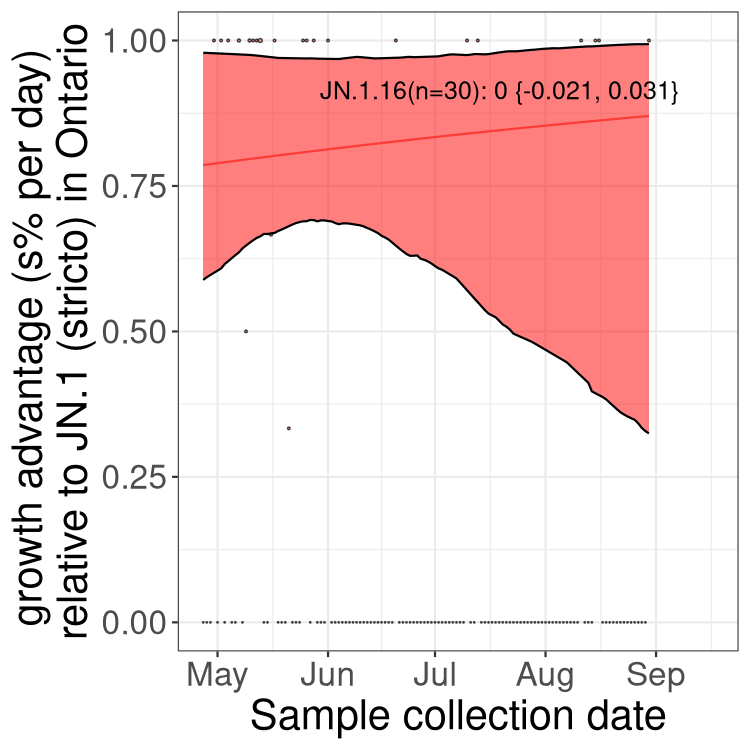 growth advantage (s% per day)
relative to JN.1 (stricto) in Ontario
1.00
0.75
0.50
0.25
0.00
JN.1.16(n=30): 0 {-0.021, 0.031}
May Jun Jul Aug Sep
Sample collection date